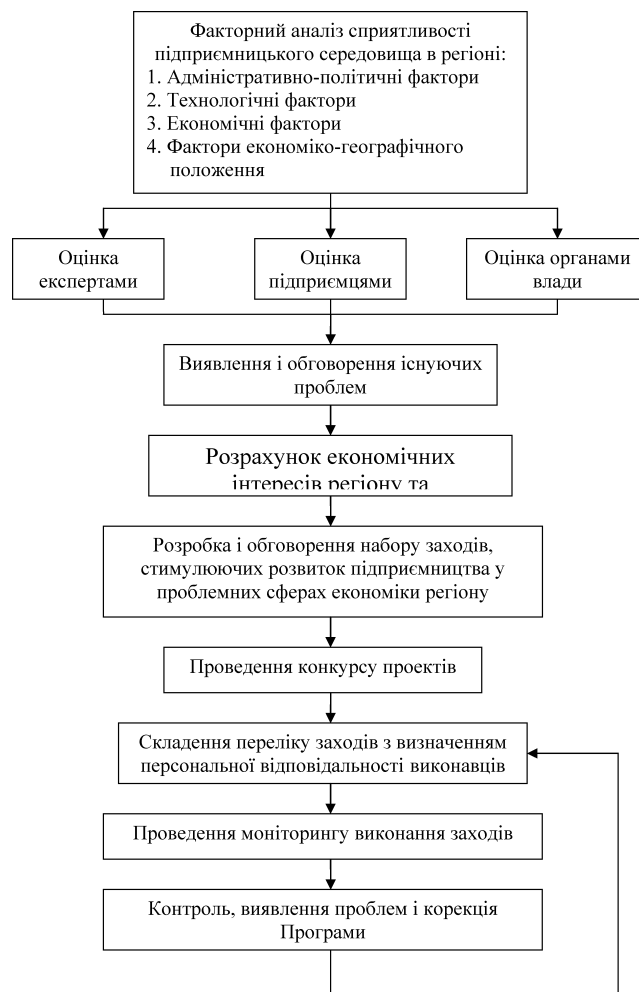 Факторний аналіз сприятливості
підприємницького середовища в регіоні:
1. Адміністративно-політичні фактори
2. Технологічні фактори
3. Економічні фактори
4. Фактори економіко-географічного
положення
Оцінка
експертами
Оцінка
підприємцями
Оцінка органами
влади
Виявлення і обговорення існуючих
проблем
Розрахунок економічних
інтересів регіону та
Розробка і обговорення набору заходів,
стимулюючих розвиток підприємництва у
проблемних сферах економіки регіону
Проведення конкурсу проектів
Складення переліку заходів з визначенням
персональної відповідальності виконавців
Проведення моніторингу виконання заходів
Контроль, виявлення проблем і корекція
Програми